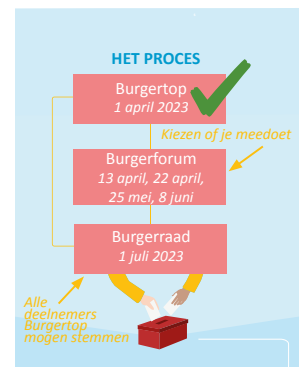 HET PROCES
Burgertop
1 april 2023
Kiezen of je meedoet
Burgerforum
13 april, 22 april,
25 mei, 8 juni
Burgerraad
1 juli 2023
Alle
deelnemers
Burgertop
mogen stemmen